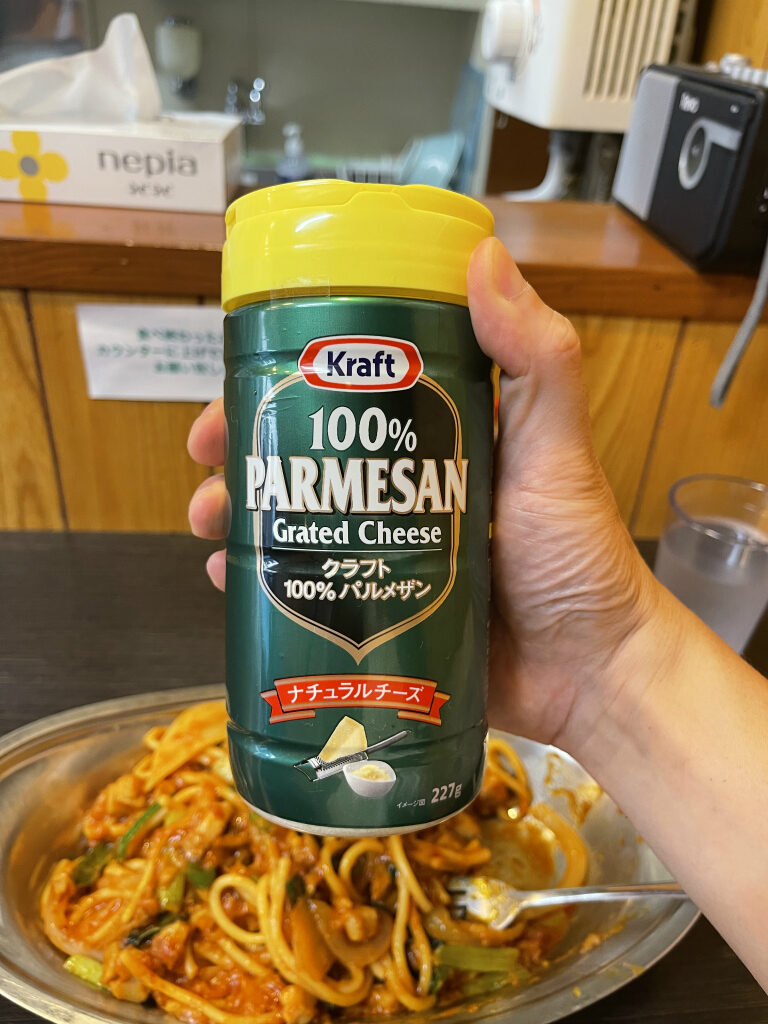 nepia
Kraft
100%
PARMESAN
Grated Cheese
クラフト
100% パルメザン
ナチュラルチーズ
イメージ図 227g